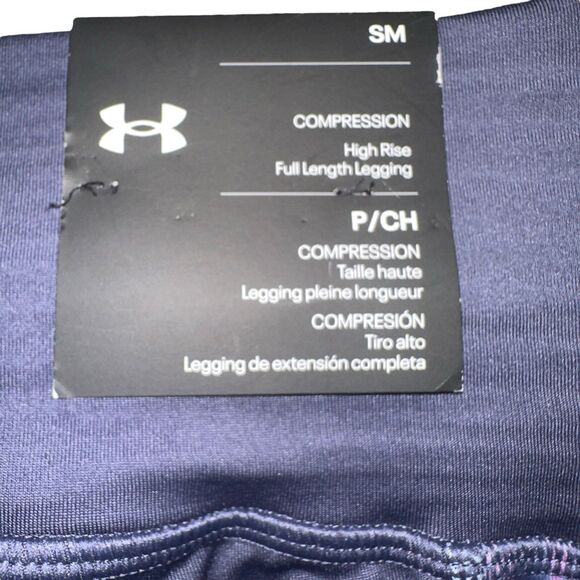 SM
COMPRESSION
High Rise
Full Length Legging
P/CH
COMPRESSION
Taille haute
Legging pleine longueur
COMPRESIÓN
Tiro alto
Legging de extensión completa